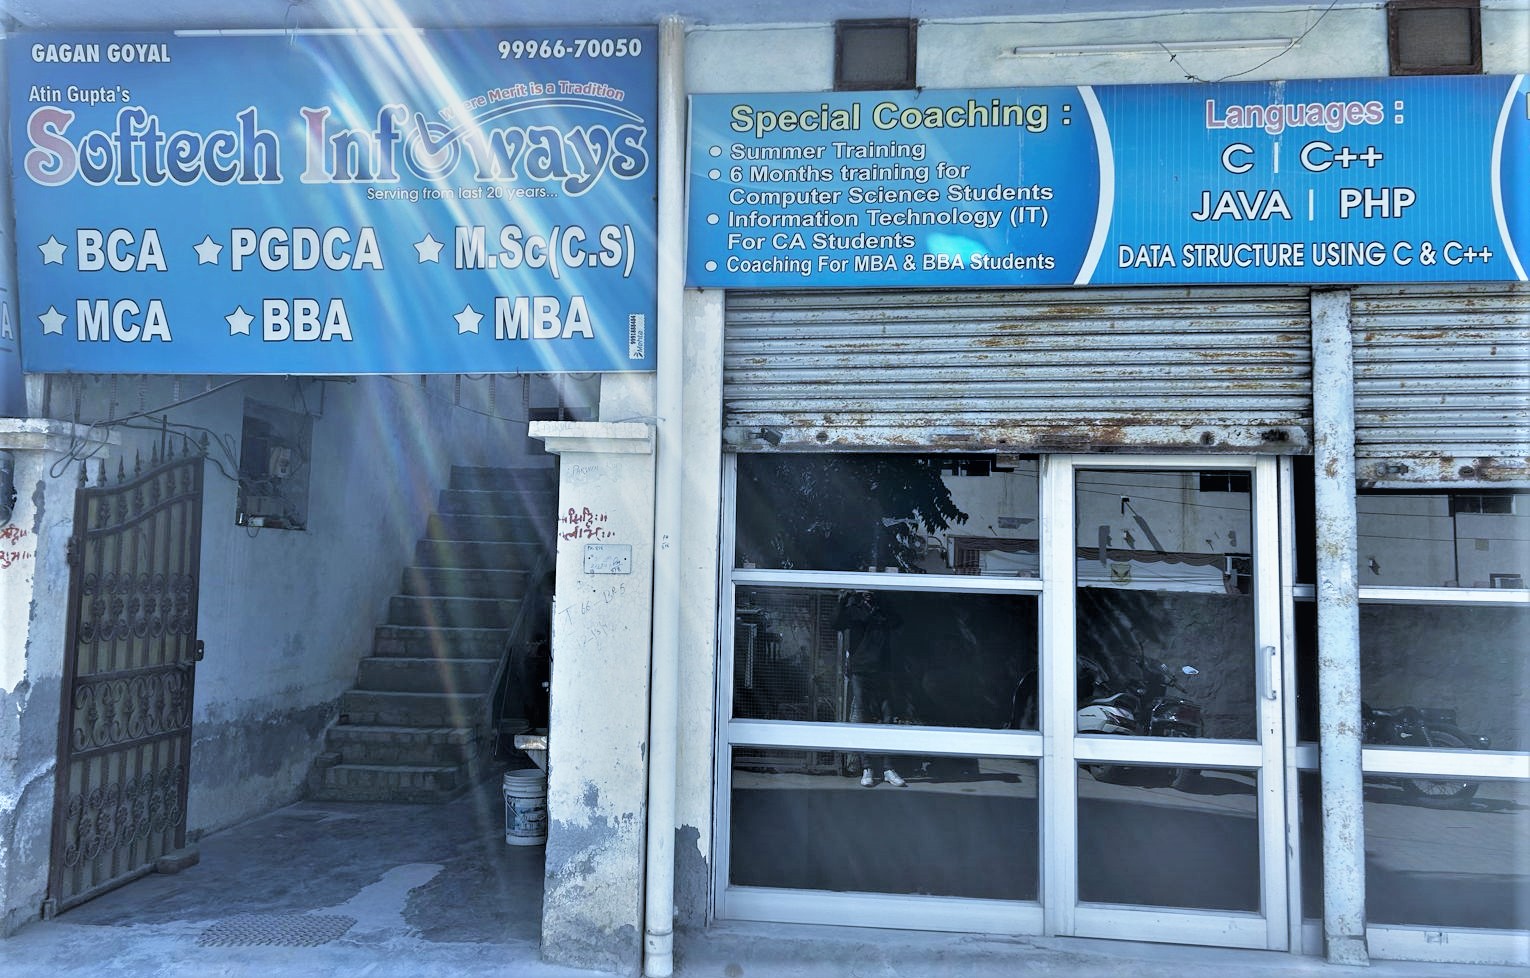 GAGAN GOYAL
99966-70050
Atin Gupta's
Where Merit is a Tradition
Softech Infoways
Serving from last 20 years...
BCA PGDCA M.Sc(C.S)
MCA BBA MBA
Special Coaching :
Summer Training
6 Months training for
Computer Science Students
Information Technology (IT)
For CA Students
Coaching For MBA & BBA Students
Languages :
C | C++
JAVA | PHP
DATA STRUCTURE USING C & C++